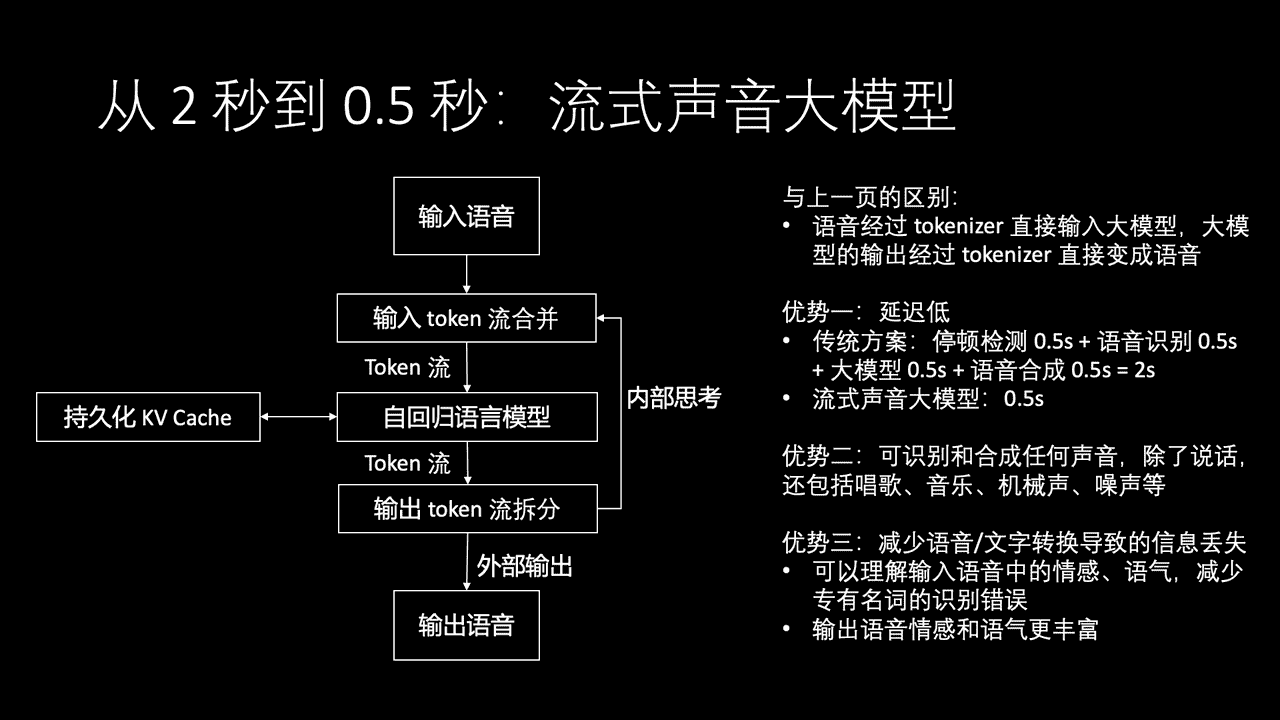 从 2 秒到 0.5 秒：流式声音大模型
输入语音
输入 token 流合并
Token 流
持久化 KV Cache
自回归语言模型
内部思考
Token 流
输出 token 流拆分
外部输出
输出语音
与上一页的区别：
• 语音经过 tokenizer 直接输入大模型，大模
型的输出经过 tokenizer 直接变成语音
优势一：延迟低
• 传统方案：停顿检测 0.5s + 语音识别 0.5s
+ 大模型 0.5s + 语音合成 0.5s = 2s
• 流式声音大模型：0.5s
优势二：可识别和合成任何声音，除了说话，
还包括唱歌、音乐、机械声、噪声等
优势三：减少语音/文字转换导致的信息丢失
• 可以理解输入语音中的情感、语气，减少
专有名词的识别错误
• 输出语音情感和语气更丰富